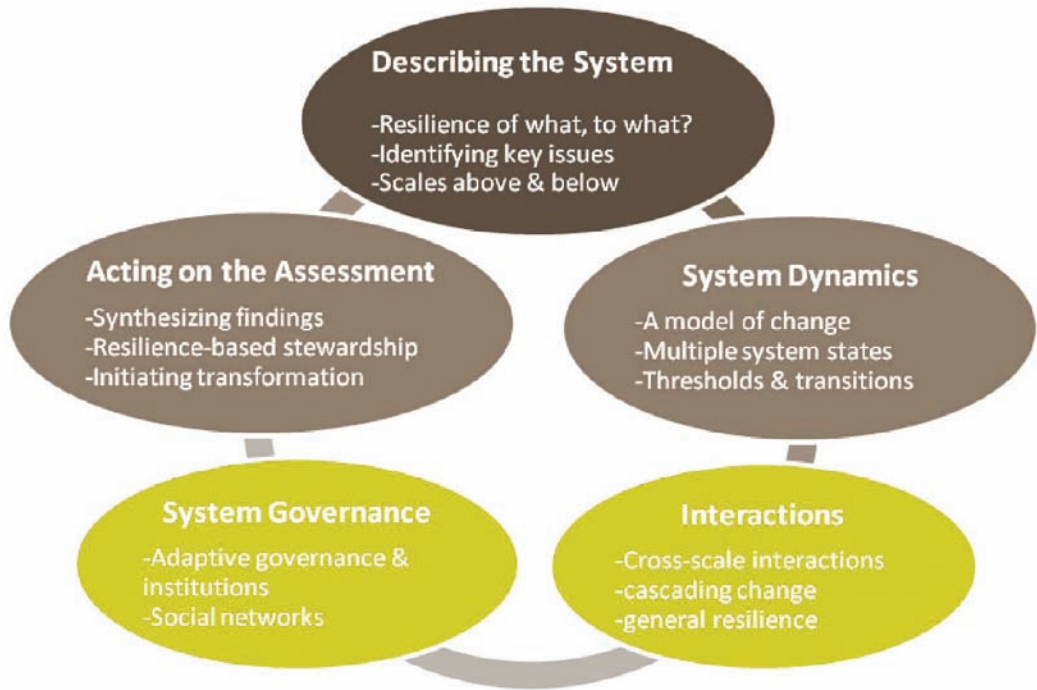 Describing the System
-Resilience of what, to what?
-Identifying key issues
-Scales above & below
Acting on the Assessment
-Synthesizing findings
-Resilience-based stewardship
-Initiating transformation
System Dynamics
-A model of change
-Multiple system states
-Thresholds & transitions
System Governance
-Adaptive governance &
institutions
-Social networks
Interactions
-Cross-scale interactions
-cascading change
-general resilience